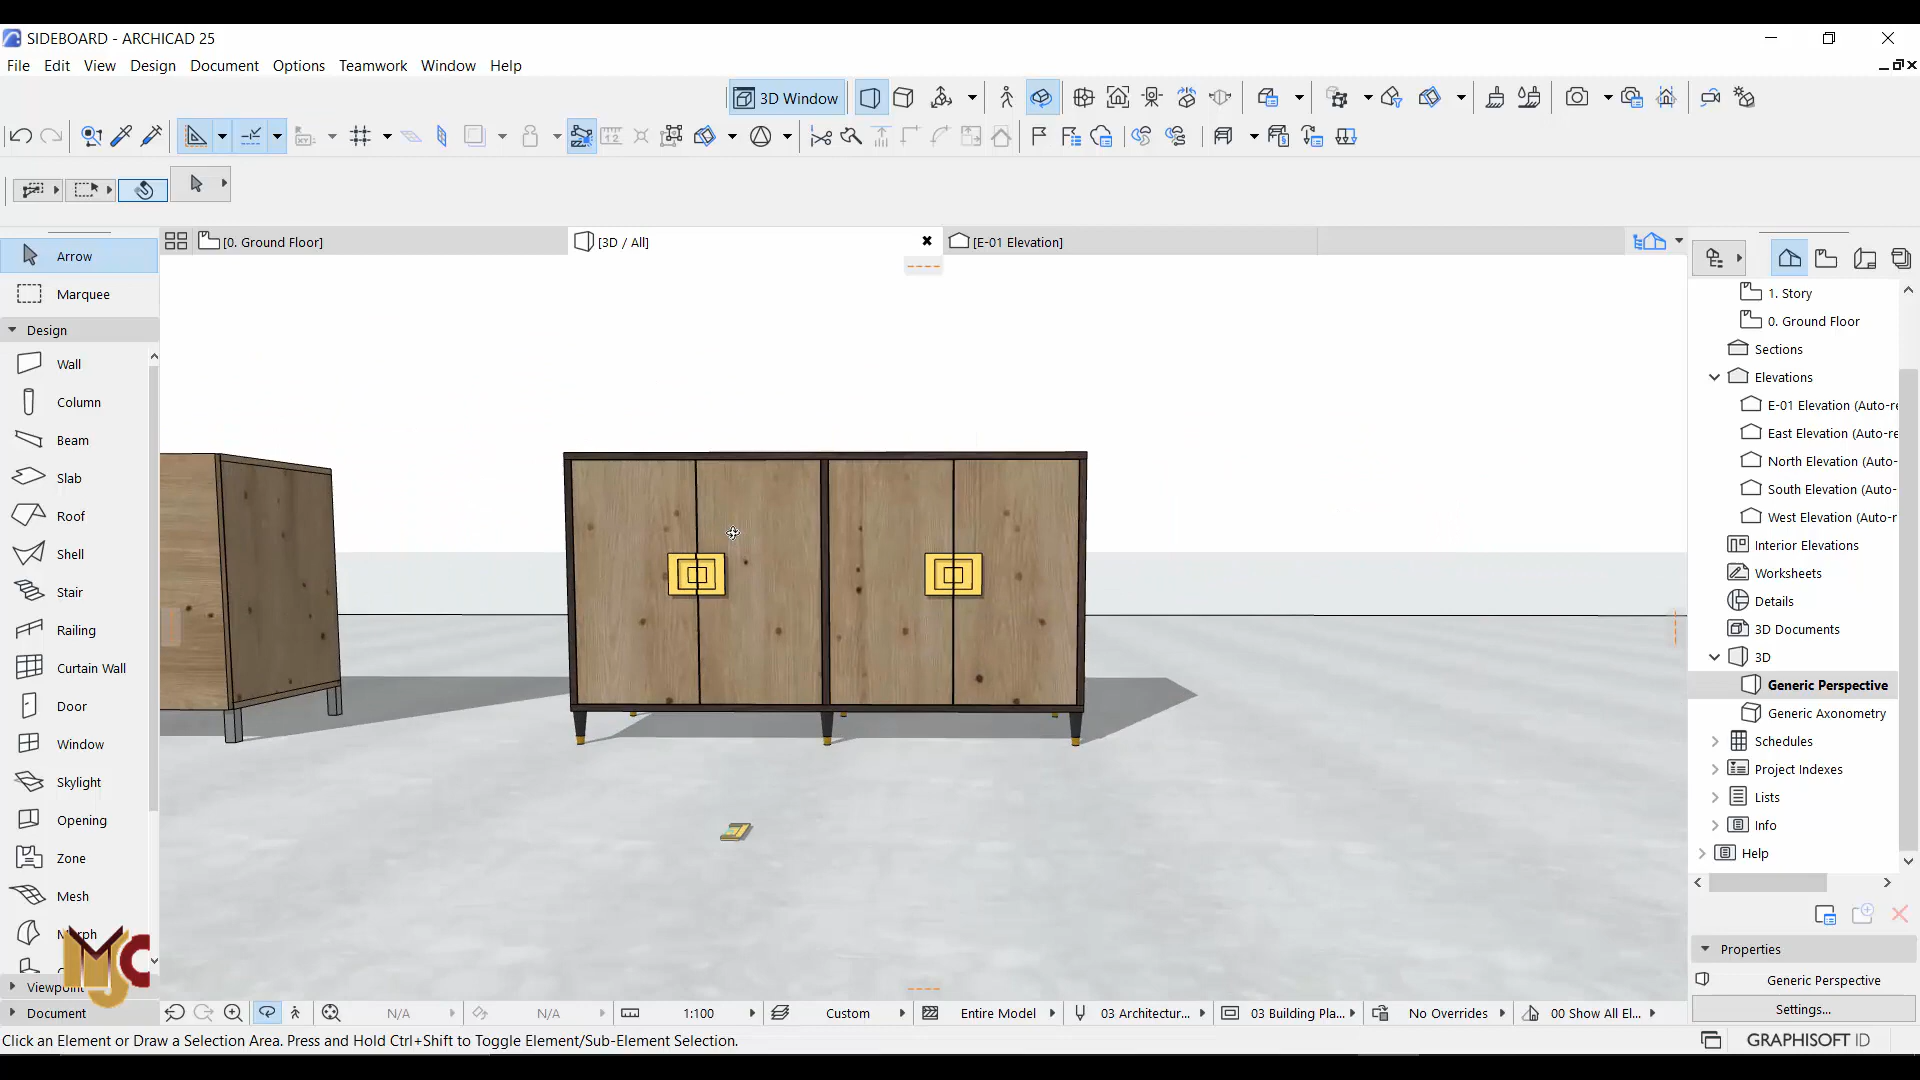 SIDEBOARD - ARCHICAD 25
File Edit View Design Document Options Teamwork Window Help
3D Window
[0. Ground Floor]
[3D / All]
[E-01 Elevation]
Arrow
Marquee
Design
Wall
Column
Beam
Slab
Roof
Shell
Stair
Railing
Curtain Wall
Door
Window
Skylight
Opening
Zone
Mesh
Document
1. Story
0. Ground Floor
Sections
Elevations
E-01 Elevation (Auto-re
East Elevation (Auto-r
North Elevation (Auto-
South Elevation (Auto-
West Elevation (Auto-r
Interior Elevations
Worksheets
Details
3D Documents
3D
Generic Perspective
Generic Axonometry
Schedules
Project Indexes
Lists
Info
Help
Properties
Generic Perspective
Settings...
N/A
N/A
1:100
Custom
Entire Model
03 Architectur...
03 Building Pla...
No Overrides
00 Show All El...
Click an Element or Draw a Selection Area. Press and Hold Ctrl+Shift to Toggle Element/Sub-Element Selection.
GRAPHISOFT ID